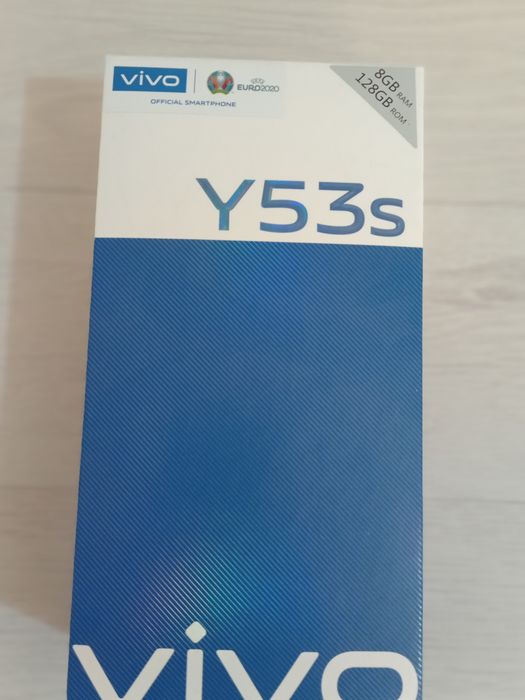 vivo
EURO2020
OFFICIAL SMARTPHONE
8GB RAM
128GB ROM
Y53s
vivo